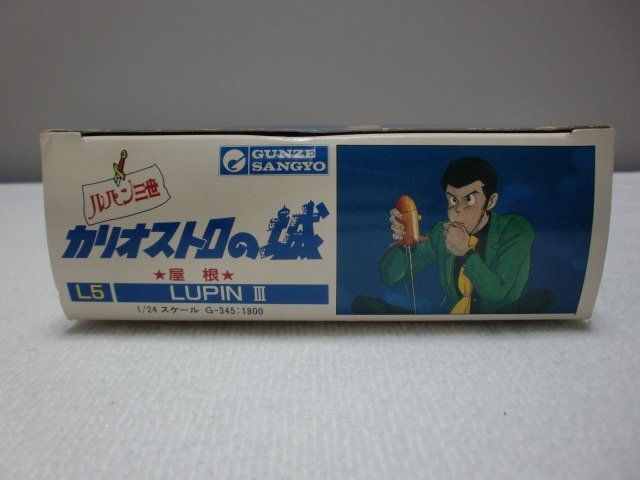 ルパン三世
GUNZE
SANGYO
カリオストロの城
★屋根★
L5 LUPIN III
1/24 スケール G-345:1800